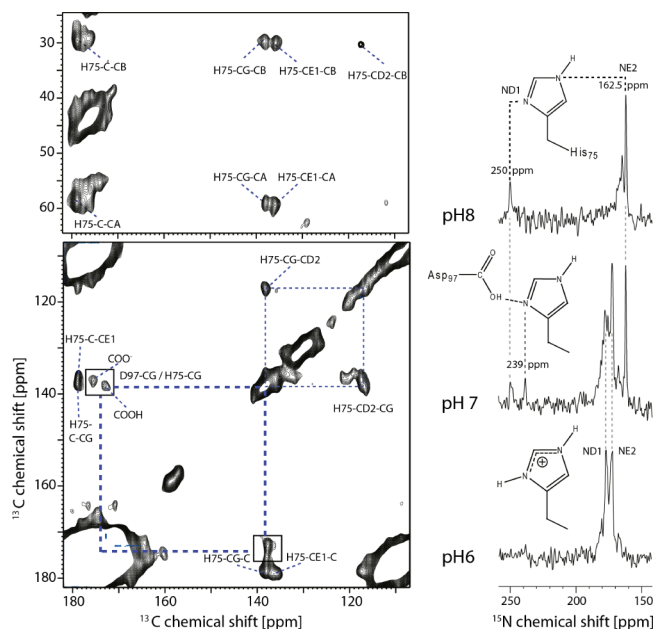 30
40
50
60
H75-C-CB
H75-CG-CB
H75-CE1-CB
H75-CD2-CB
H75-CG-CA
H75-CE1-CA
H75-C-CA
120
140
160
180
H75-CG-CD2
H75-C-CE1
COO-
D97-CG / H75-CG
COOH
H75-
C-CG
H75-CD2-CG
H75-CG-C
H75-CE1-C
180
160
140
120
13C chemical shift [ppm]
13C chemical shift [ppm]
H
N
N
ND1
NE2
162.5 ppm
His75
250 ppm
pH8
Asp97
C
O
OH
H
N
N
239 ppm
pH 7
H
N
N
H
+
ND1
NE2
pH6
250
200
150
15N chemical shift [ppm]